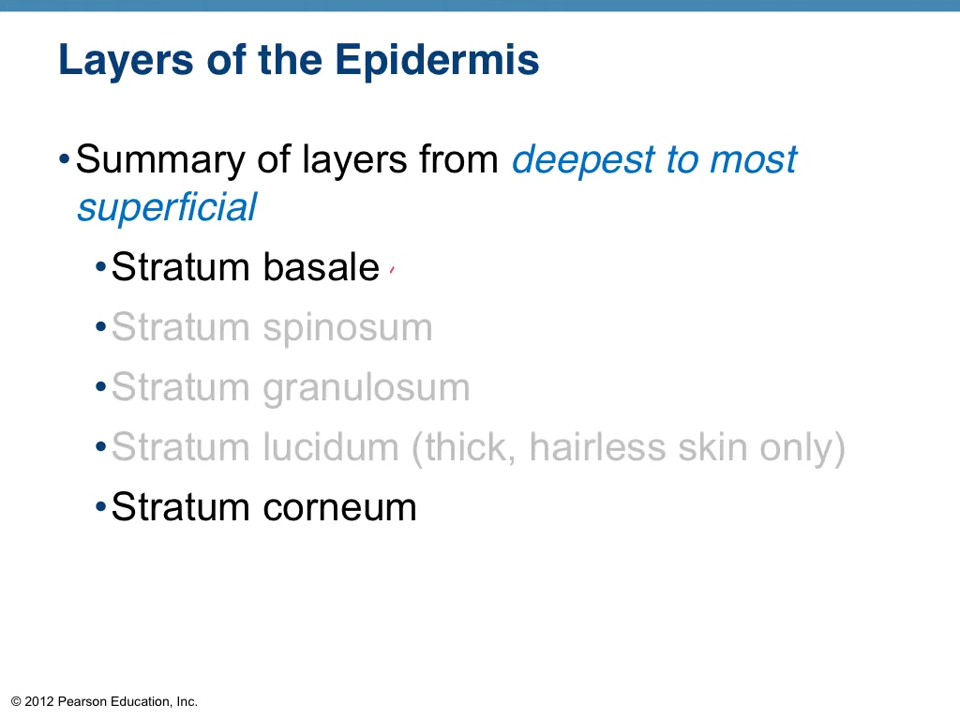 Layers of the Epidermis
•Summary of layers from deepest to most
superficial
•Stratum basale
•Stratum spinosum
•Stratum granulosum
•Stratum lucidum (thick, hairless skin only)
•Stratum corneum
© 2012 Pearson Education, Inc.